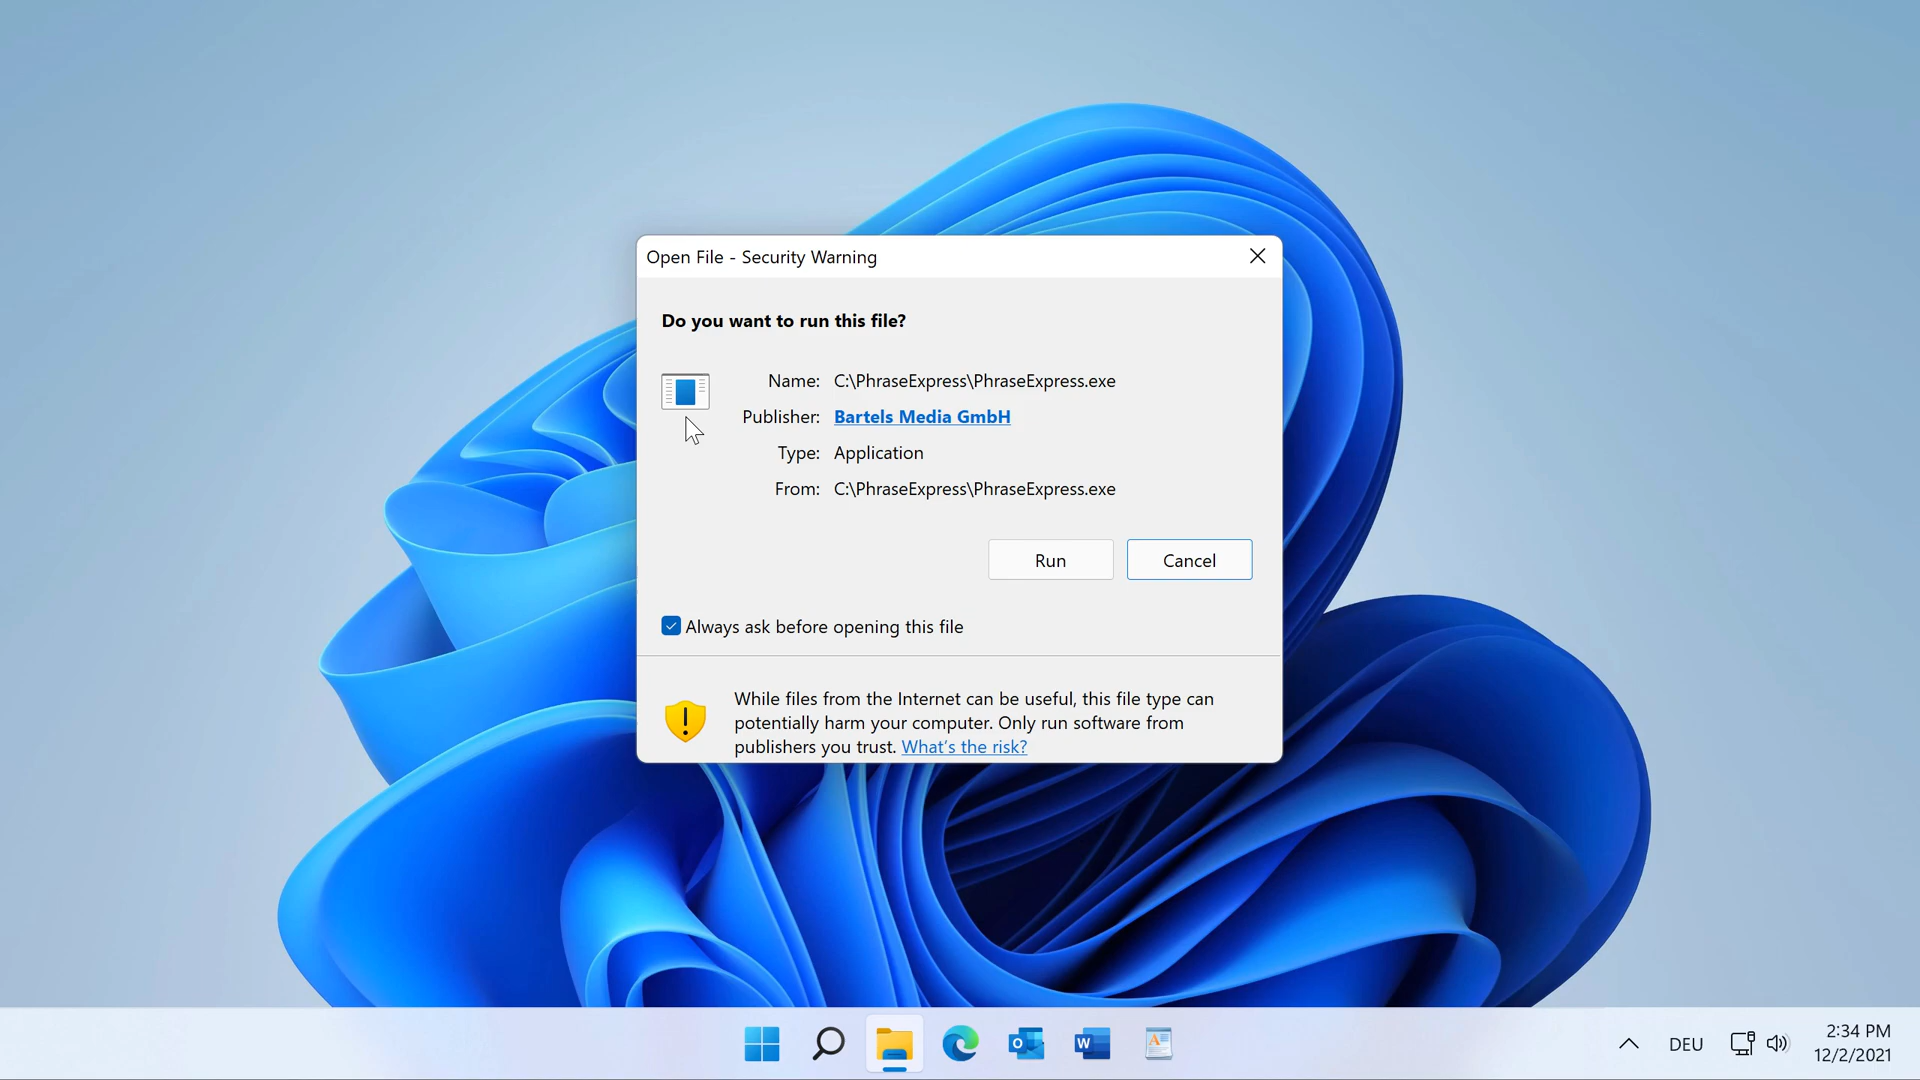 Open File - Security Warning
Do you want to run this file?
Name: C:\PhraseExpress\PhraseExpress.exe
Publisher: Bartels Media GmbH
Type: Application
From: C:\PhraseExpress\PhraseExpress.exe
Run Cancel
Always ask before opening this file
While files from the Internet can be useful, this file type can
potentially harm your computer. Only run software from
publishers you trust. What's the risk?
DEU
2:34 PM
12/2/2021